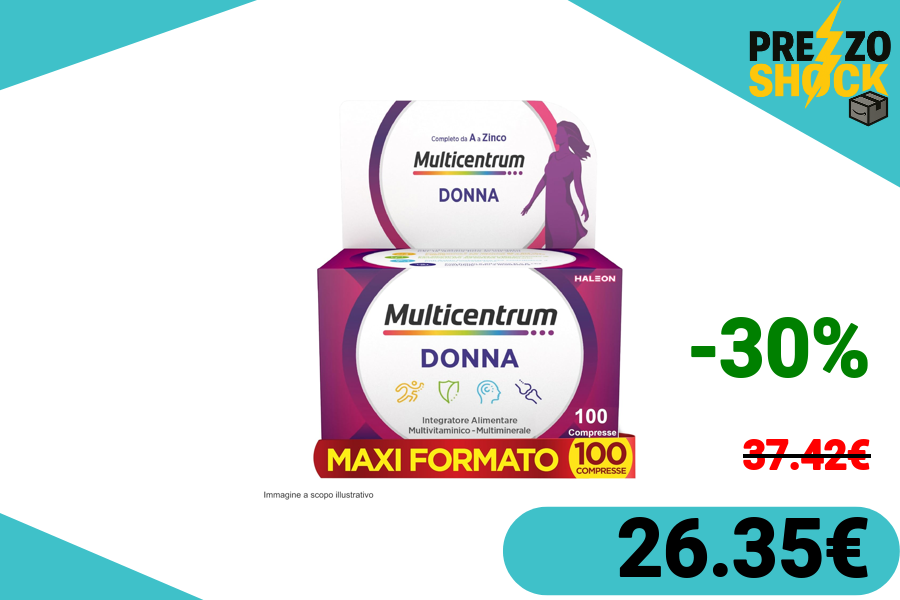 PREZZO
SHOCK
Completo da A a Zinco
Multicentrum
DONNA
HALEON
Multicentrum
DONNA
Integratore Alimentare
Multivitaminico - Multiminerale
100
Compresse
MAXI FORMATO
100
COMPRESSE
Immagine a scopo illustrativo
-30%
37.42€
26.35€